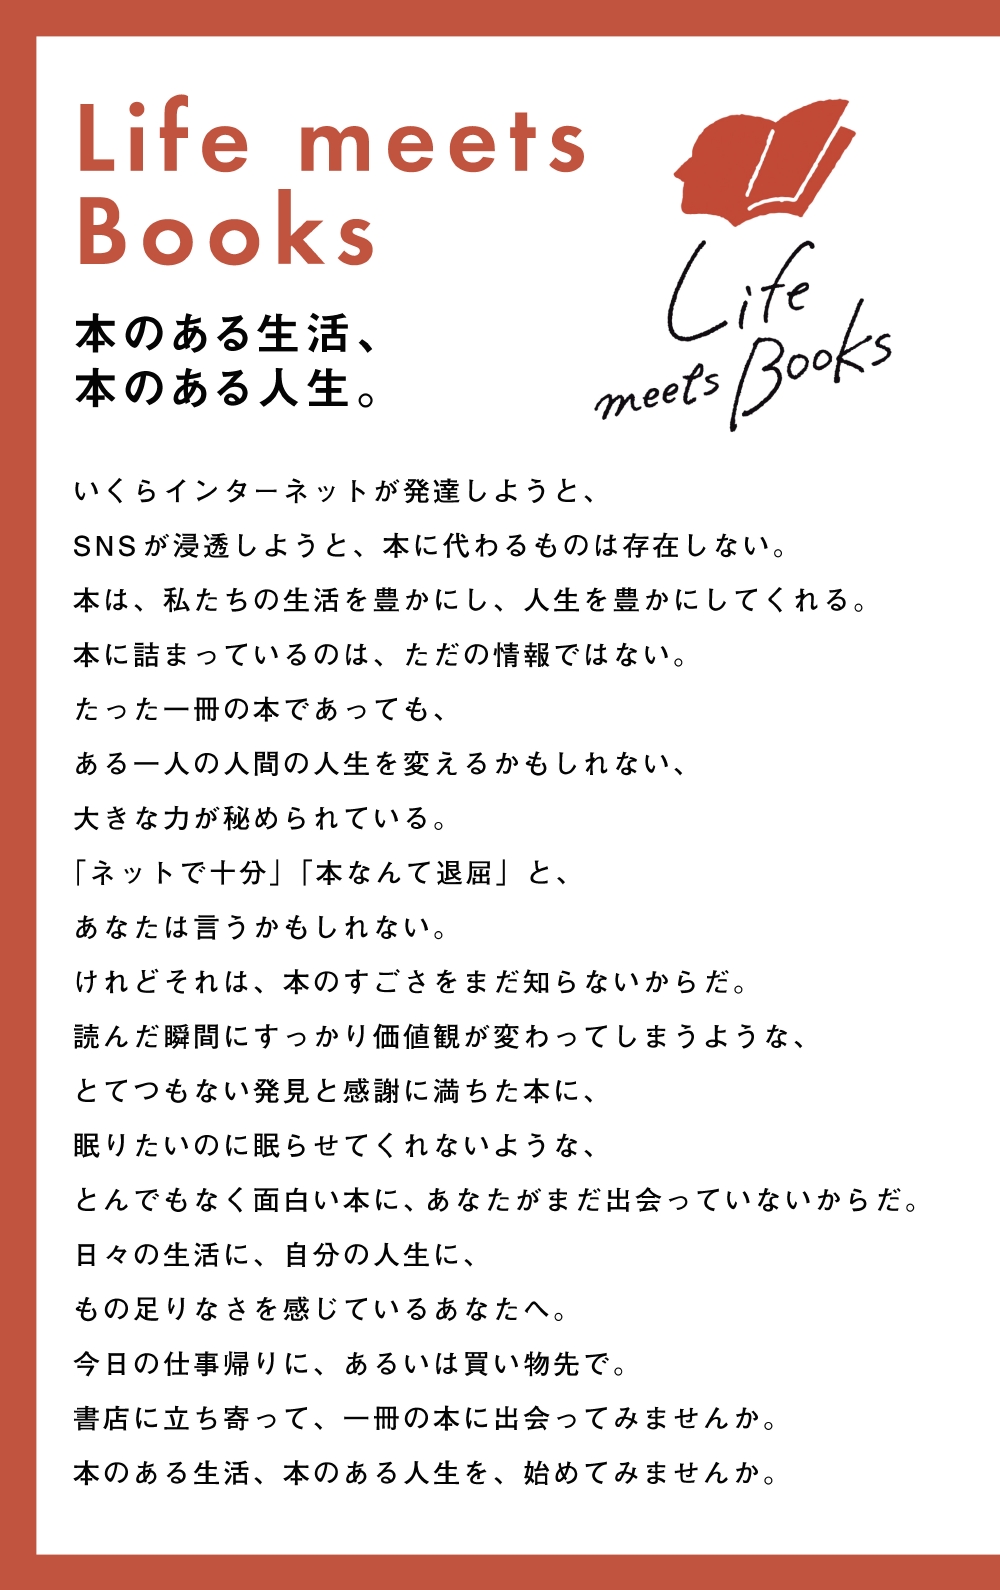 Life meets
Books
本のある生活、
本のある人生。
Life
meets Books
いくらインターネットが発達しようと、
SNSが浸透しようと、本に代わるものは存在しない。
本は、私たちの生活を豊かにし、人生を豊かにしてくれる。
本に詰まっているのは、ただの情報ではない。
たった一冊の本であっても、
ある一人の人間の人生を変えるかもしれない、
大きな力が秘められている。
「ネットで十分」「本なんて退屈」と、
あなたは言うかもしれない。
けれどそれは、本のすごさをまだ知らないからだ。
読んだ瞬間にすっかり価値観が変わってしまうような、
とてつもない発見と感謝に満ちた本に、
眠りたいのに眠らせてくれないような、
とんでもなく面白い本に、あなたがまだ出会っていないからだ。
日々の生活に、自分の人生に、
もの足りなさを感じているあなたへ。
今日の仕事帰りに、あるいは買い物先で。
書店に立ち寄って、一冊の本に出会ってみませんか。
本のある生活、本のある人生を、始めてみませんか。